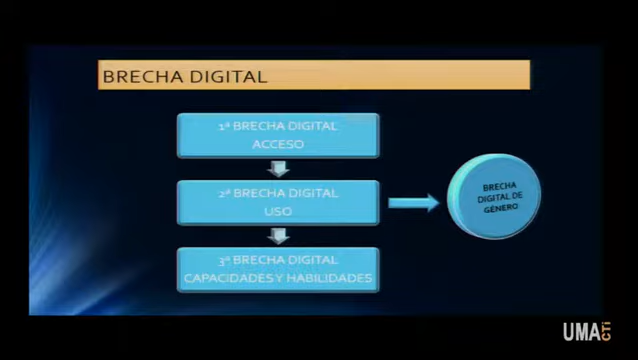 BRECHA DIGITAL
1ª BRECHA DIGITAL
ACCESO
2ª BRECHA DIGITAL
USO
BRECHA
DIGITAL DE
GÉNERO
3ª BRECHA DIGITAL
CAPACIDADES Y HABILIDADES
UMA CTi